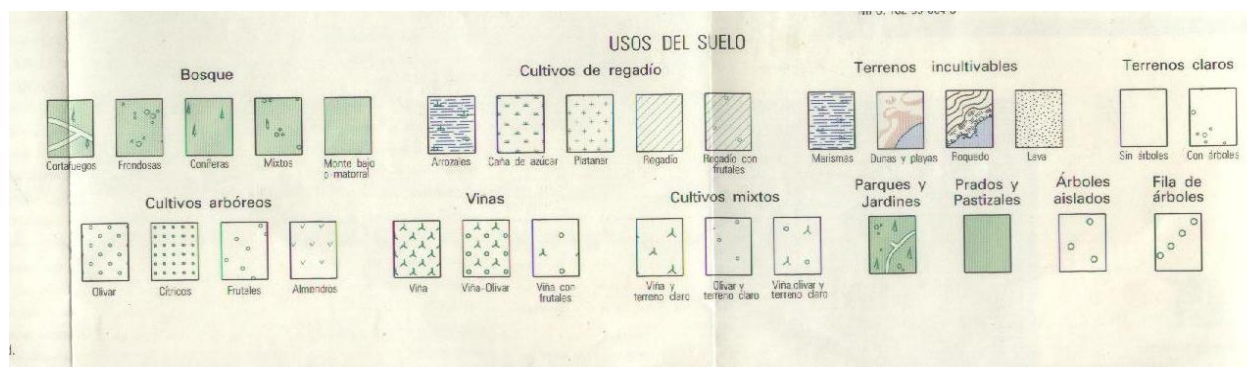 USOS DEL SUELO
Bosque
Cultivos de regadío
Terrenos incultivables
Terrenos claros
Cortafuegos
Frondosas
Coníferas
Mixtos
Monte bajo
o matorral
Arrozales
Caña de azúcar
Platanar
Regadío
Regadío con
frutales
Marismas
Dunas y playas
Roquedo
Lava
Sin árboles
Con árboles
Cultivos arbóreos
Vinas
Cultivos mixtos
Parques y
Jardines
Prados y
Pastizales
Árboles
aislados
Fila de
árboles
Olivar
Cítricos
Frutales
Almendros
Viña
Viña-Olivar
Viña con
frutales
Viña y
terreno claro
Olivar y
terreno claro
Viña,olivar y
terreno claro
d.